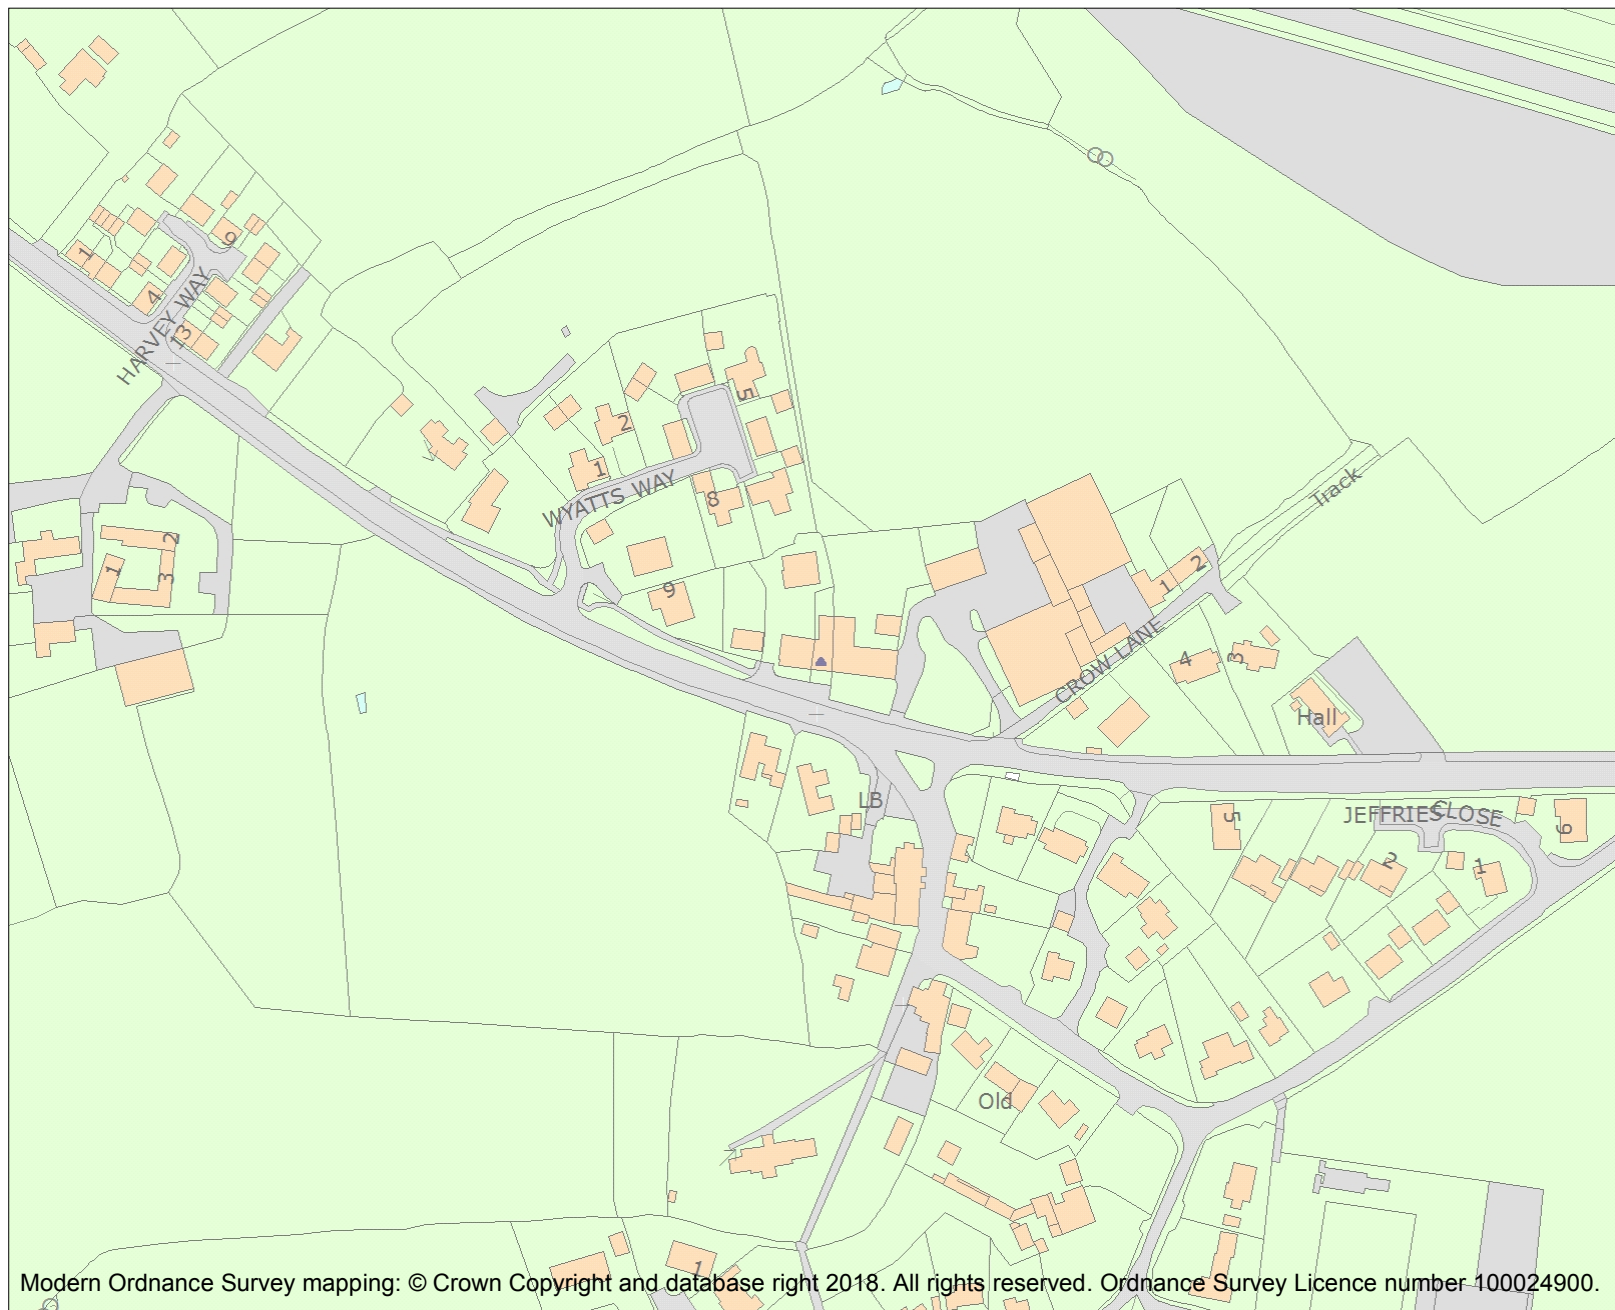 9
1
4
HARVEY WAY
13
5
2
1
WYATTS WAY
8
Track
2
1
3
2
1
9
CROW LANE
4
3
Hall
LB
5
JEFFRIES CLOSE
6
2
1
Old
1
Modern Ordnance Survey mapping: © Crown Copyright and database right 2018. All rights reserved. Ordnance Survey Licence number 100024900.